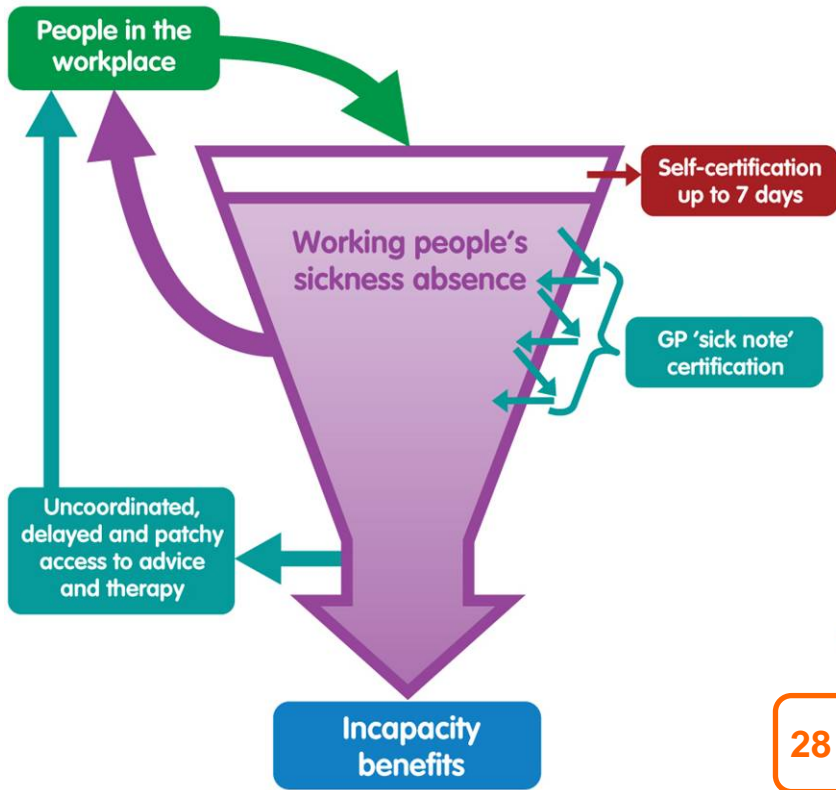 People in the
workplace
Self-certification
up to 7 days
Working people's
sickness absence
GP 'sick note'
certification
Uncoordinated,
delayed and patchy
access to advice
and therapy
Incapacity
benefits
28